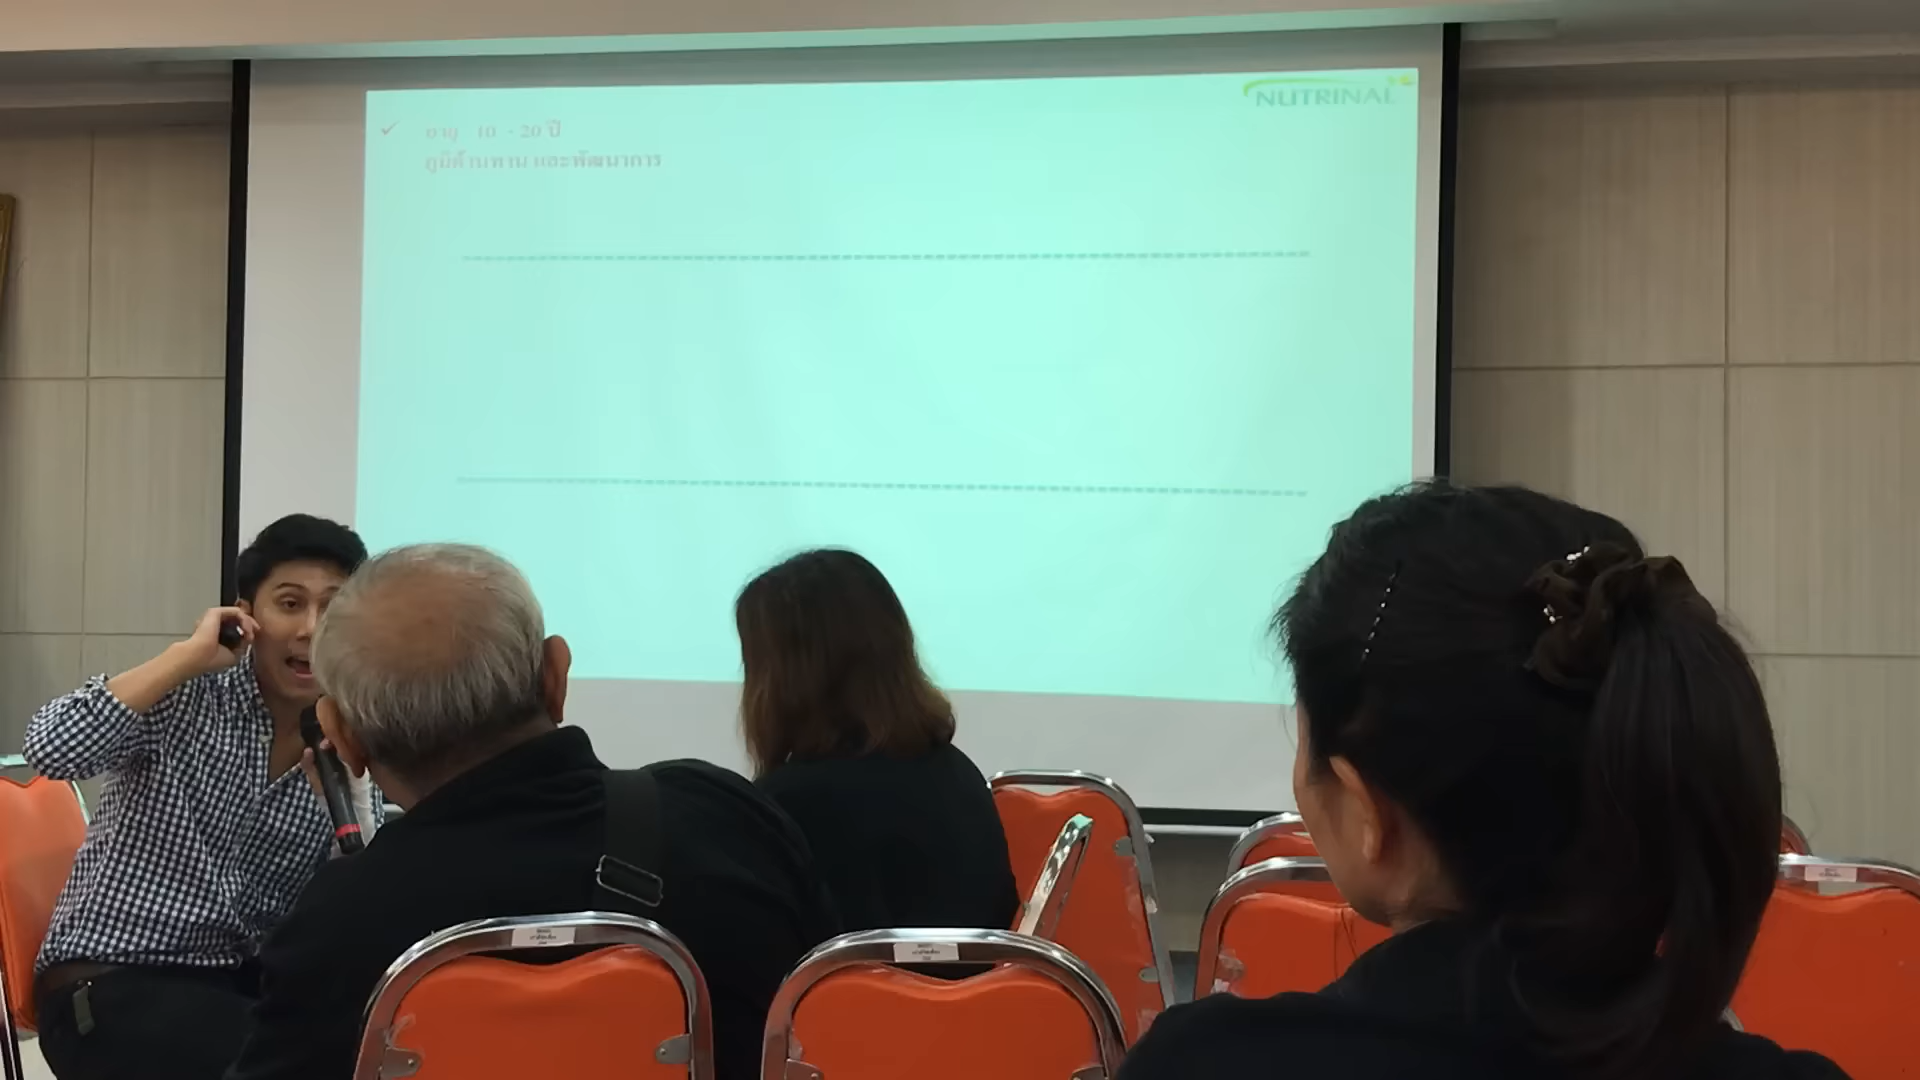 NUTRINAL
อายุ 10 - 20 ปี
ภูมิต้านทาน และพัฒนาการ